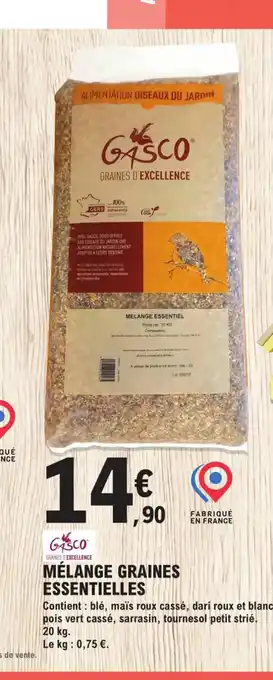 ALIMENTATION OISEAUX DU JARDIN
GASCO
GRAINES D'EXCELLENCE
100%
MELANGE ESSENTIEL
14€,90
FABRIQUÉ
EN FRANCE
QUÉ
NCE
GASCO
GRAINES D'EXCELLENCE
MÉLANGE GRAINES
ESSENTIELLES
Contient : blé, maïs roux cassé, dari roux et blanc
pois vert cassé, sarrasin, tournesol petit strié.
20 kg.
Le kg : 0,75 €.
s de vente.